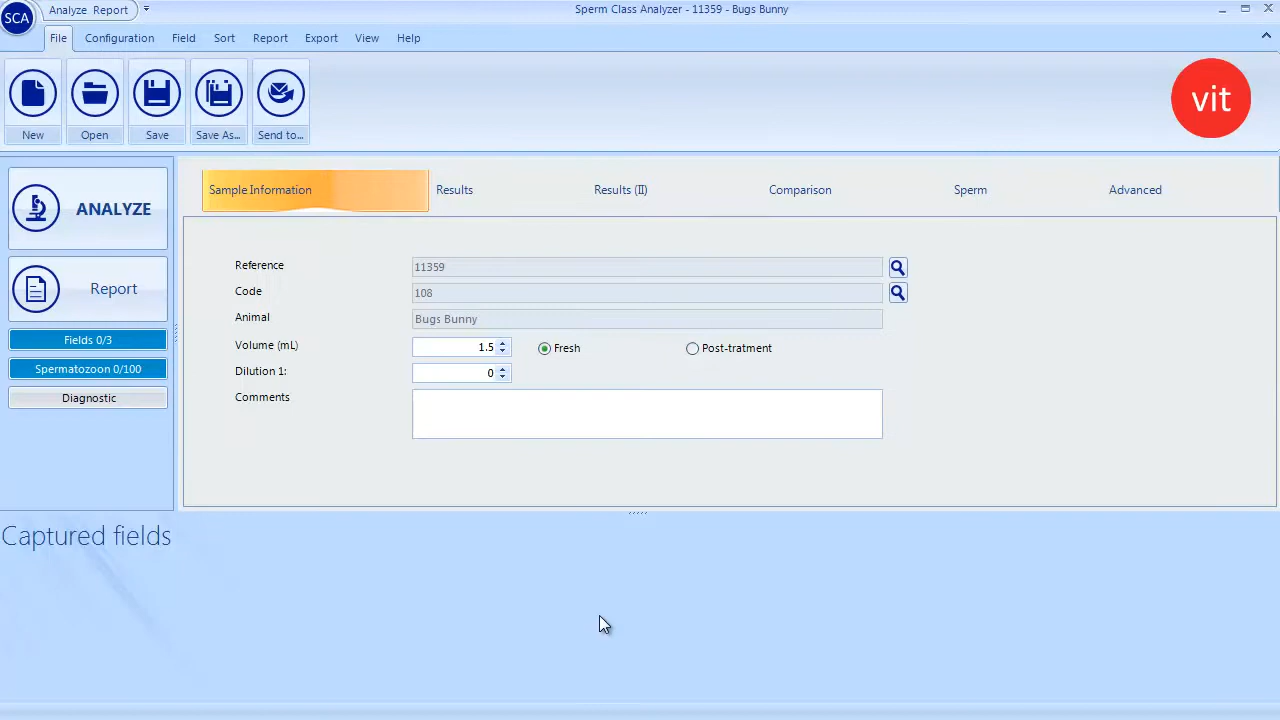 SCA Analyze Report
Sperm Class Analyzer - 11359 - Bugs Bunny
File Configuration Field Sort Report Export View Help
New Open Save Save As... Send to...
vit
ANALYZE
Report
Fields 0/3
Spermatozoon 0/100
Diagnostic
Sample Information Results Results (II) Comparison Sperm Advanced
Reference 11359
Code 108
Animal Bugs Bunny
Volume (mL) 1.5 Fresh Post-tratment
Dilution 1: 0
Comments
Captured fields